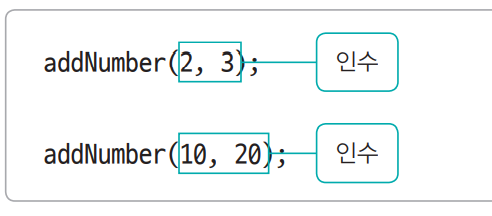 addNumber(2, 3); 인수
addNumber(10, 20); 인수